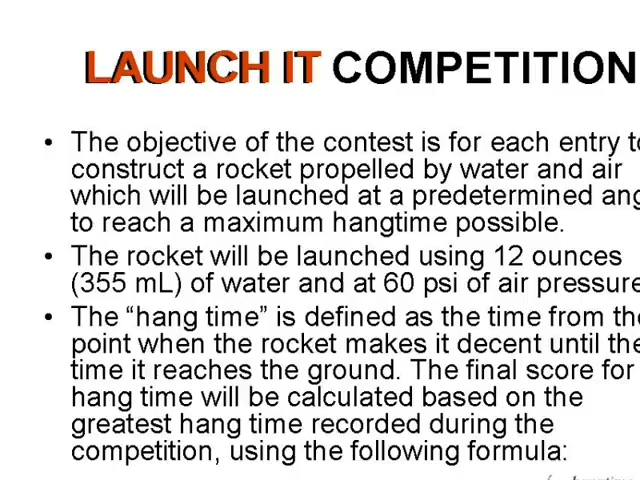 LAUNCH IT COMPETITION
• The objective of the contest is for each entry
construct a rocket propelled by water and air
which will be launched at a predetermined
to reach a maximum hangtime possible.
• The rocket will be launched using 12 ounces
(355 mL) of water and at 60 psi of air pressure
• The “hang time” is defined as the time from the
point when the rocket makes it decent until the
time it reaches the ground. The final score for
hang time will be calculated based on the
greatest hang time recorded during the
competition, using the following formula: